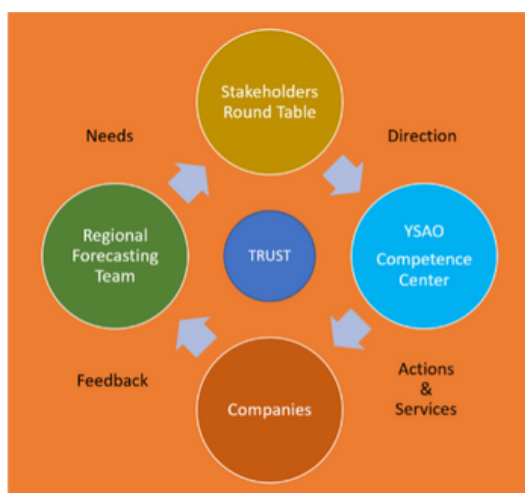 Stakeholders
Round Table
Needs
Direction
Regional
Forecasting
Team
TRUST
YSAO
Competence
Center
Feedback
Companies
Actions
&
Services